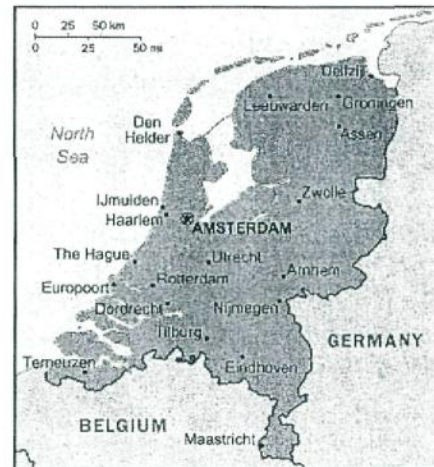 0 25 50 km
0 25 50 mi
Delfzijl
Leeuwarden
Groningen
Den
Helder
Assen
North
Sea
Zwolle
IJmuiden
Haarlem
AMSTERDAM
The Hague
Utrecht
Arnhem
Europoort
Rotterdam
Dordrecht
Nijmegen
Tilburg
GERMANY
Terneuzen
Eindhoven
BELGIUM
Maastricht